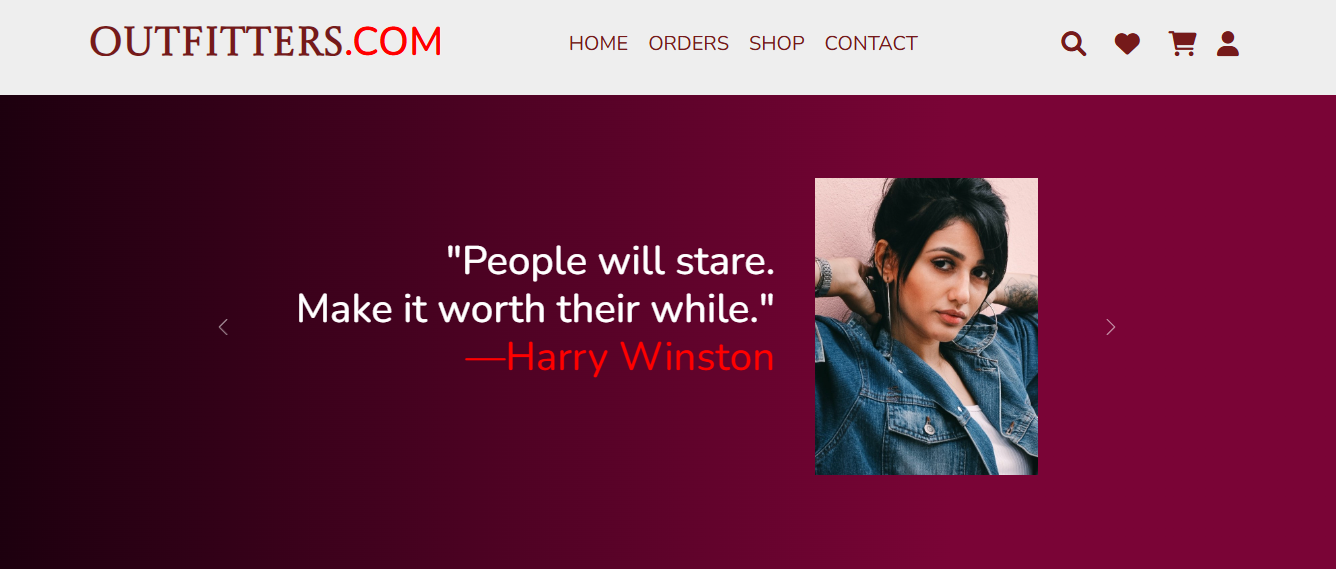 OUTFITTERS.COM
HOME ORDERS SHOP CONTACT
"People will stare.
Make it worth their while."
—Harry Winston